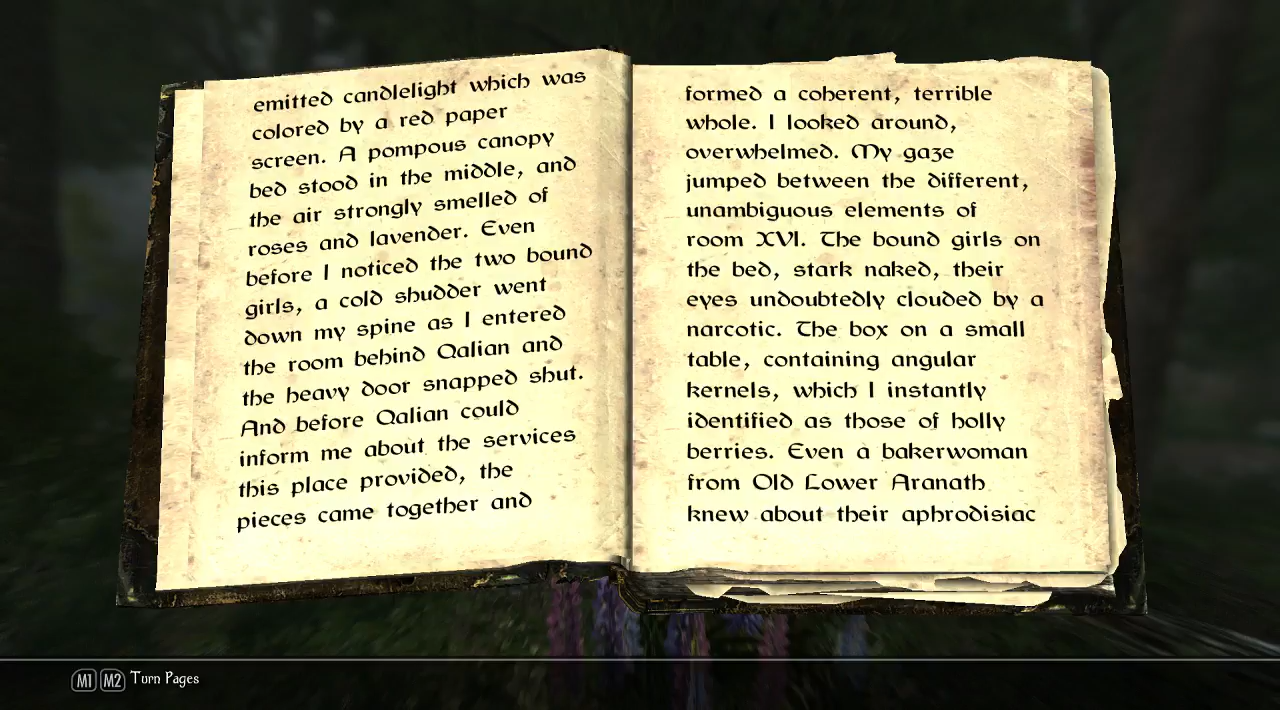 emitted candlelight which was
colored by a red paper
screen. A pompous canopy
bed stood in the middle, and
the air strongly smelled of
roses and lavender. Even
before I noticed the two bound
girls, a cold shudder went
down my spine as I entered
the room behind Qalian and
the heavy door snapped shut.
And before Qalian could
inform me about the services
this place provided, the
pieces came together and
formed a coherent, terrible
whole. I looked around,
overwhelmed. My gaze
jumped between the different,
unambiguous elements of
room XVI. The bound girls on
the bed, stark naked, their
eyes undoubtedly clouded by a
narcotic. The box on a small
table, containing angular
kernels, which I instantly
identified as those of holly
berries. Even a bakerwoman
from Old Lower Aranath
knew about their aphrodisiac
M1 M2 Turn Pages